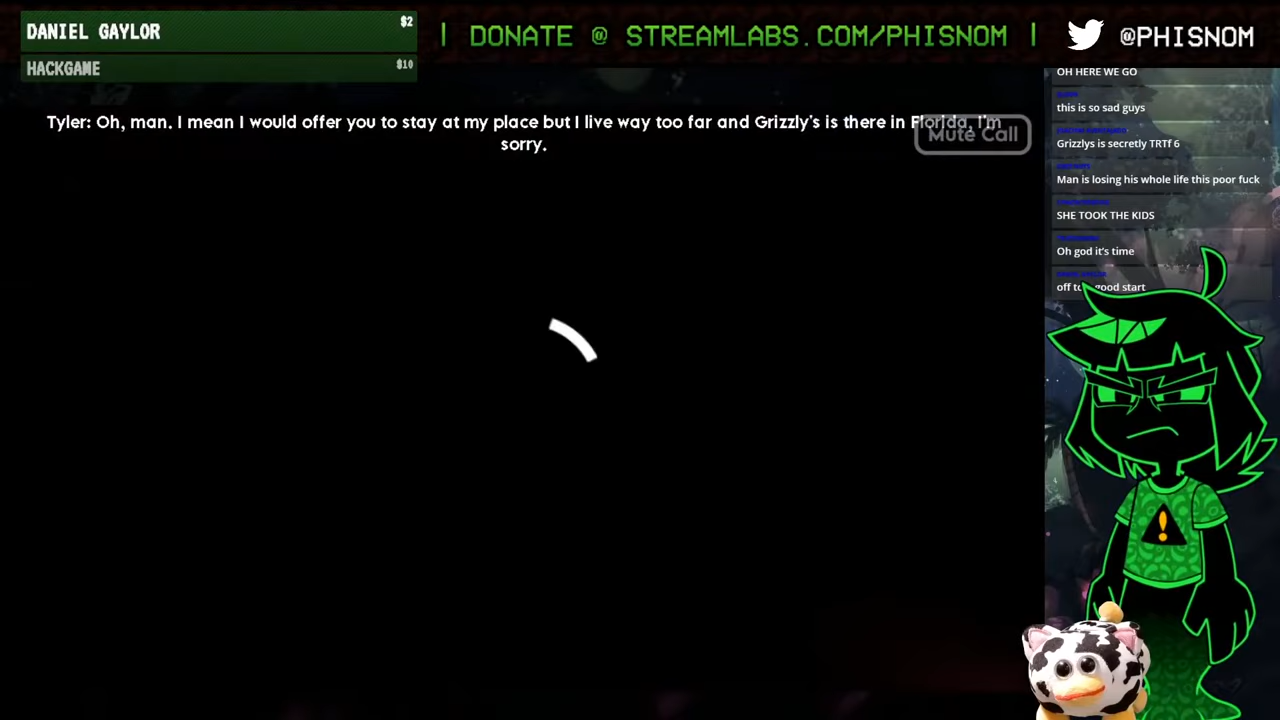 DANIEL GAYLOR $2
HACKGAME $10
| DONATE @ STREAMLABS.COM/PHISNOM |
@PHISNOM
Tyler: Oh, man. I mean I would offer you to stay at my place but I live way too far and Grizzly's is there in Florida, I'm
sorry.
Mute Call
OH HERE WE GO
this is so sad guys
Grizzlys is secretly TRTf 6
Man is losing his whole life this poor fuck
SHE TOOK THE KIDS
Oh god it's time
off to good start